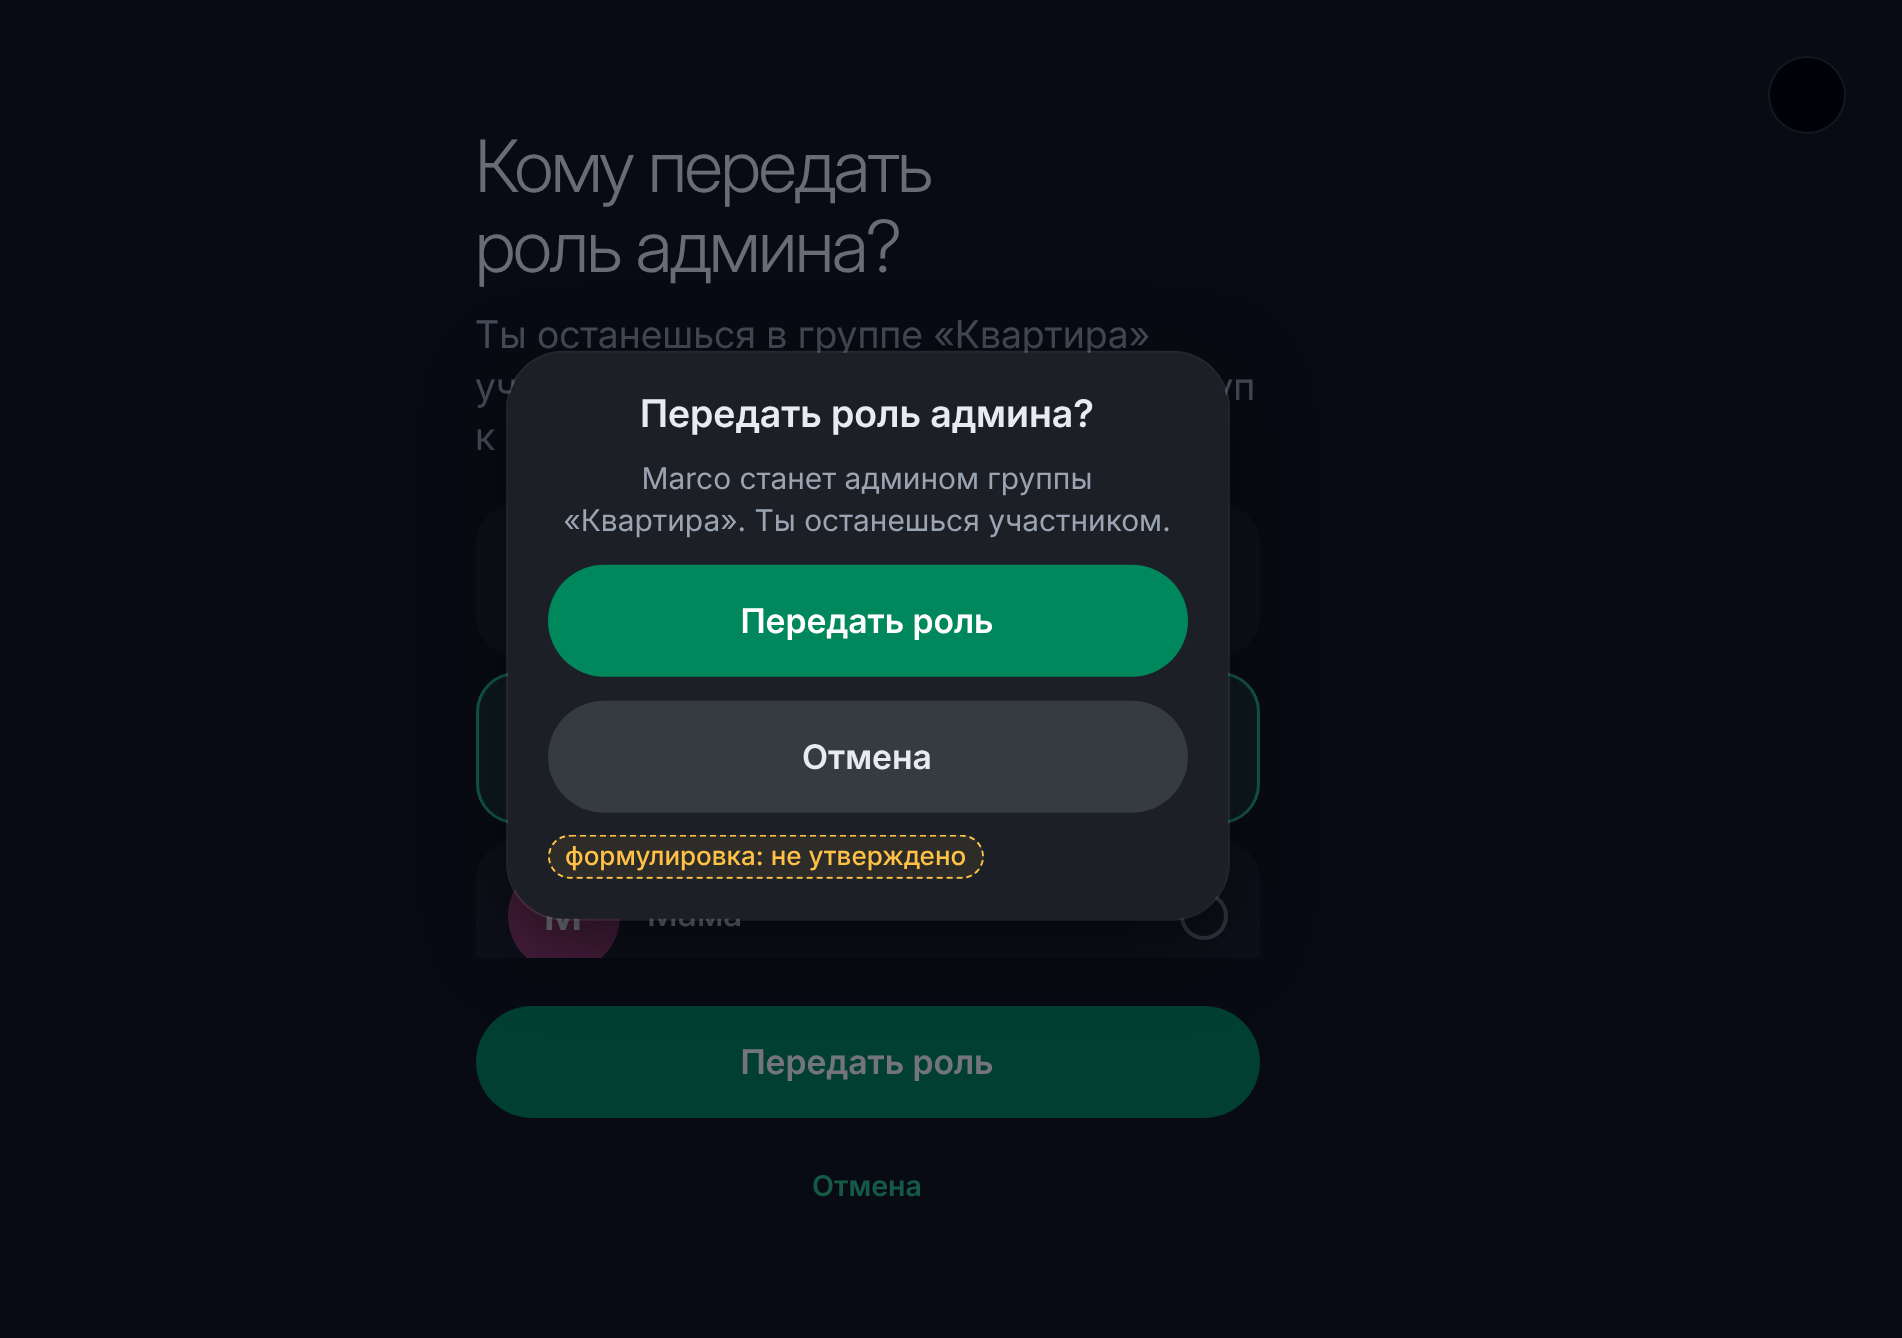 Кому передать
роль админа?
Ты останешься в группе «Квартира»
к
Передать роль админа?
Marco станет админом группы
«Квартира». Ты останешься участником.
Передать роль
Отмена
формулировка: не утверждено
М Мама
Передать роль
Отмена